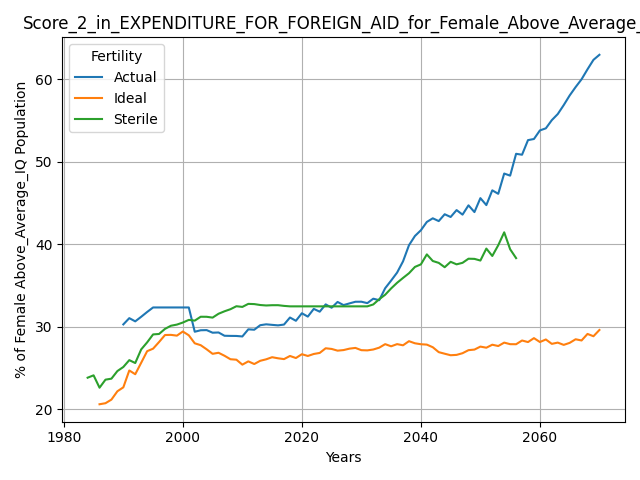 Score_2_in_EXPENDITURE_FOR_FOREIGN_AID_for_Female_Above_Average_
Fertility
Actual
Ideal
Sterile
% of Female Above_Average_IQ Population
60
50
40
30
20
1980 2000 2020 2040 2060
Years